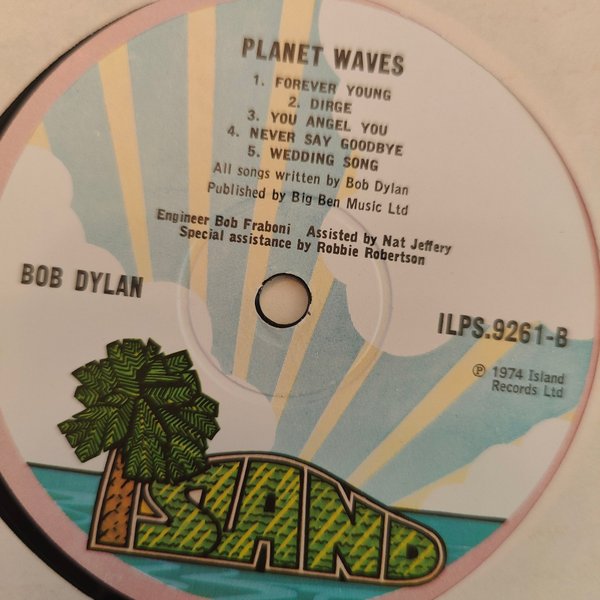 PLANET WAVES
1. FOREVER YOUNG
2. DIRGE
3. YOU ANGEL YOU
4. NEVER SAY GOODBYE
5. WEDDING SONG
All songs written by Bob Dylan
Published by Big Ben Music Ltd
Engineer Bob Fraboni Assisted by Nat Jeffery
Special assistance by Robbie Robertson
BOB DYLAN
ILPS.9261-B
℗ 1974 Island
Records Ltd
ISLAND